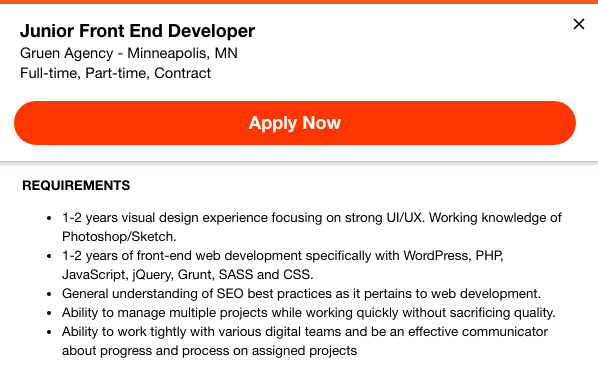 Junior Front End Developer
Gruen Agency - Minneapolis, MN
Full-time, Part-time, Contract
Apply Now
REQUIREMENTS
• 1-2 years visual design experience focusing on strong UI/UX. Working knowledge of
Photoshop/Sketch.
• 1-2 years of front-end web development specifically with WordPress, PHP,
JavaScript, jQuery, Grunt, SASS and CSS.
• General understanding of SEO best practices as it pertains to web development.
• Ability to manage multiple projects while working quickly without sacrificing quality.
• Ability to work tightly with various digital teams and be an effective communicator
about progress and process on assigned projects